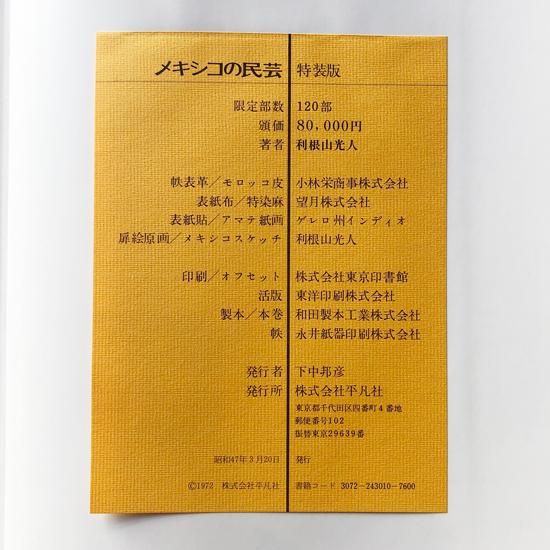 メキシコの民芸 特装版
限定部数 120部
頒価 80,000円
著者 利根山光人
帙表革／モロッコ皮 小林栄商事株式会社
表紙布／特染麻 望月株式会社
表紙貼／アマテ紙画 ゲレロ州インディオ
扉絵原画／メキシコスケッチ 利根山光人
印刷／オフセット 株式会社東京印書館
活版 東洋印刷株式会社
製本／本巻 和田製本工業株式会社
帙 永井紙器印刷株式会社
発行者 下中邦彦
発行所 株式会社平凡社
東京都千代田区四番町4番地
郵便番号102
振替東京29639番
昭和47年3月20日 発行
©1972 株式会社平凡社 書籍コード 3072-243010-7600